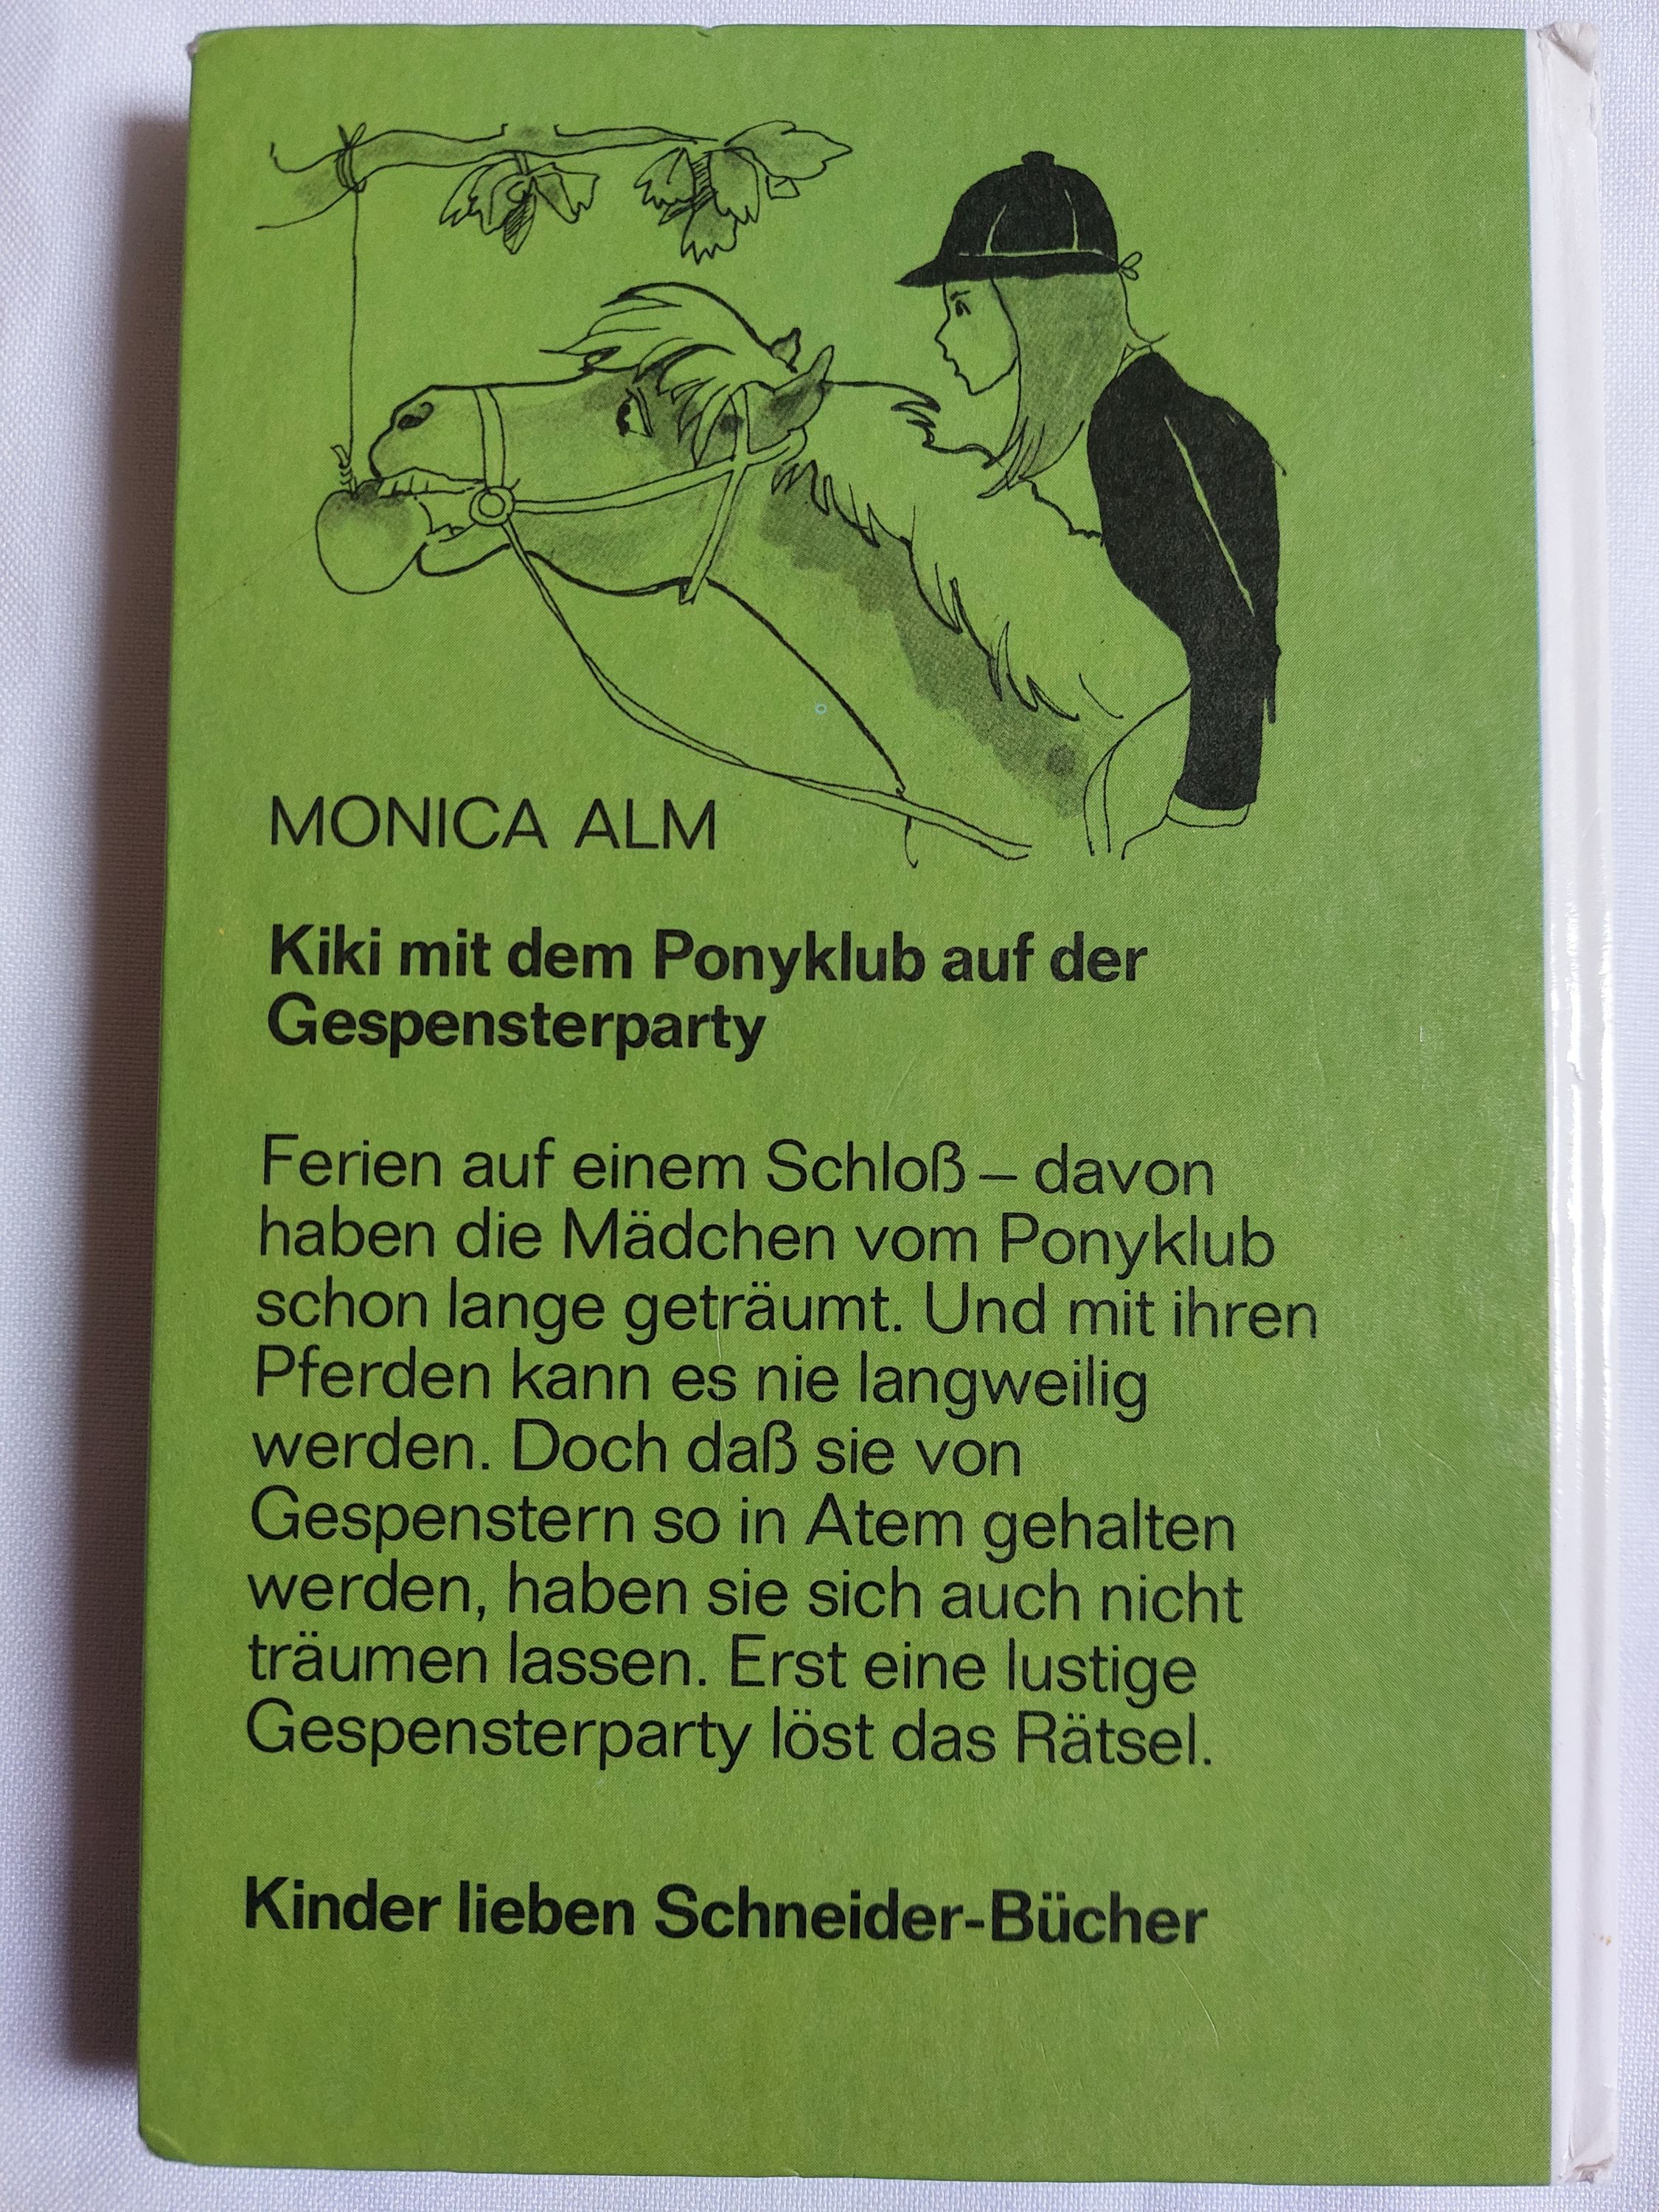 MONICA ALM
Kiki mit dem Ponyklub auf der
Gespensterparty
Ferien auf einem Schloß – davon
haben die Mädchen vom Ponyklub
schon lange geträumt. Und mit ihren
Pferden kann es nie langweilig
werden. Doch daß sie von
Gespenstern so in Atem gehalten
werden, haben sie sich auch nicht
träumen lassen. Erst eine lustige
Gespensterparty löst das Rätsel.
Kinder lieben Schneider-Bücher